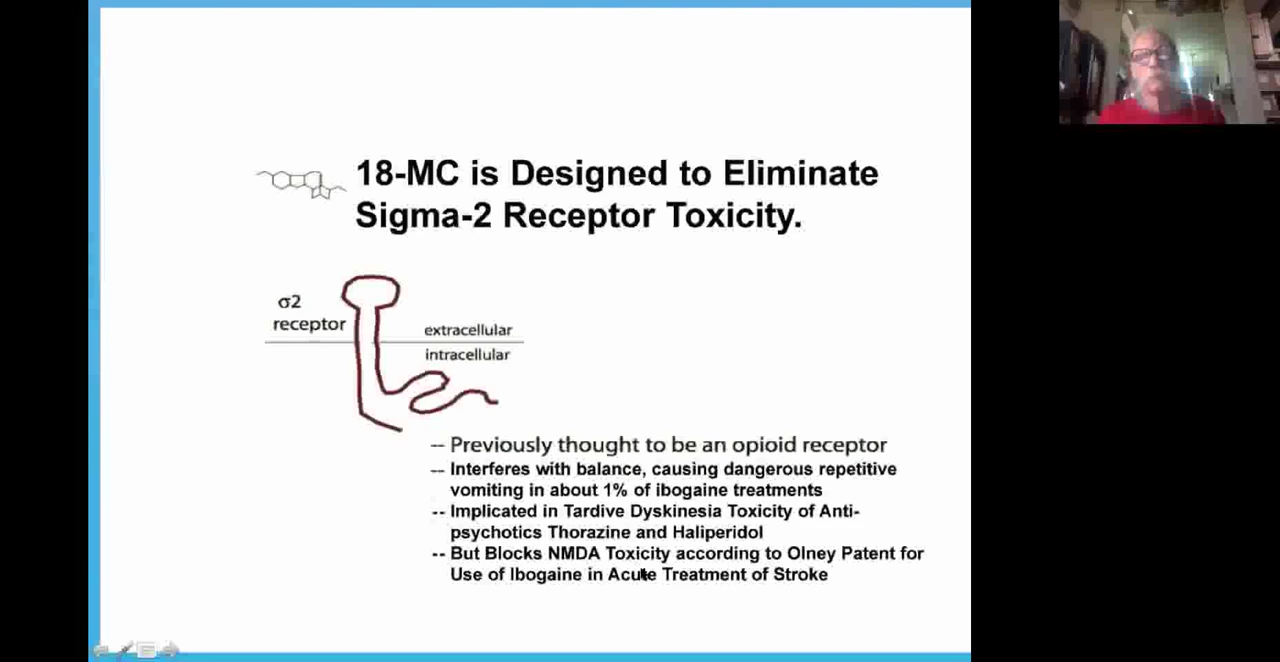 18-MC is Designed to Eliminate
Sigma-2 Receptor Toxicity.
σ2
receptor
extracellular
intracellular
-- Previously thought to be an opioid receptor
-- Interferes with balance, causing dangerous repetitive
vomiting in about 1% of ibogaine treatments
-- Implicated in Tardive Dyskinesia Toxicity of Anti-
psychotics Thorazine and Haliperidol
-- But Blocks NMDA Toxicity according to Olney Patent for
Use of Ibogaine in Acute Treatment of Stroke